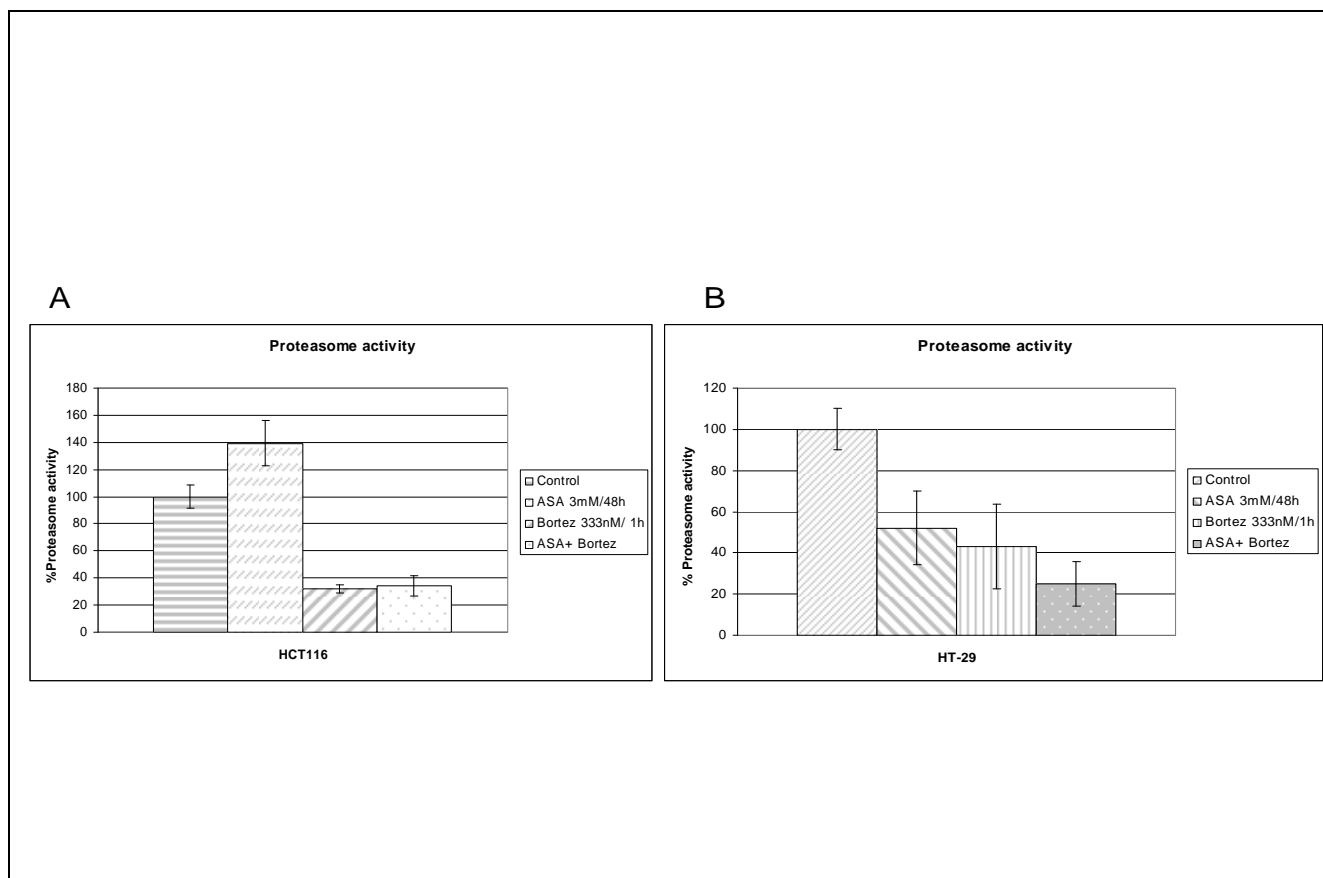 A
Proteasome activity
%Proteasome activity
180
160
140
120
100
80
60
40
20
0
HCT116
Control
ASA 3mM/48h
Bortez 333nM/ 1h
ASA+ Bortez
B
Proteasome activity
% Proteasome activity
120
100
80
60
40
20
0
HT-29
Control
ASA 3mM/48h
Bortez 333nM/1h
ASA+ Bortez